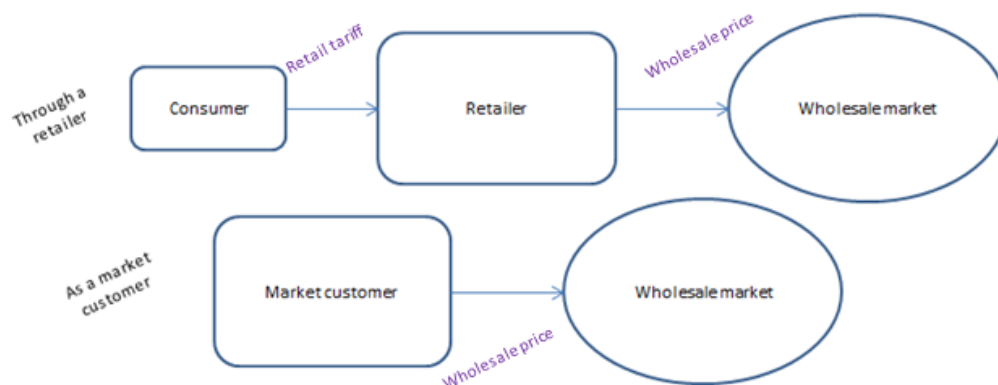 Through a
retailer
Consumer
Retail tariff
Retailer
Wholesale price
Wholesale market
As a market
customer
Market customer
Wholesale price
Wholesale market